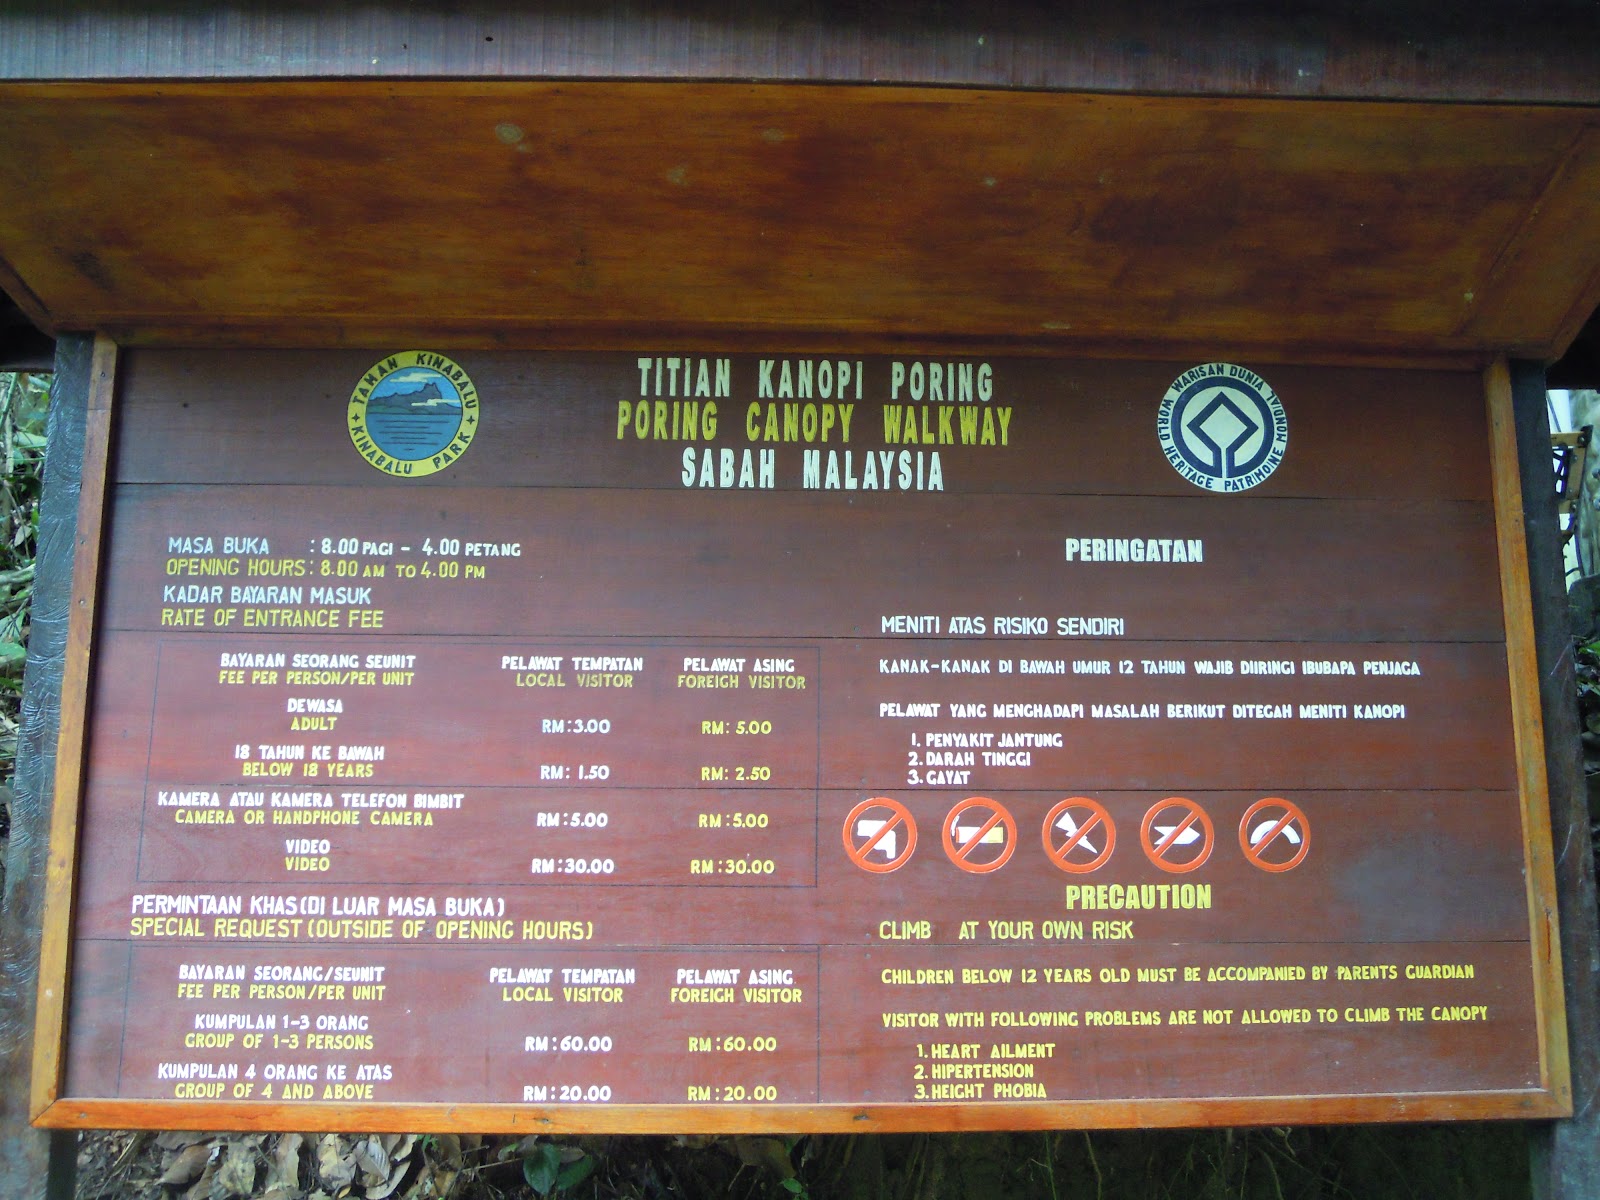 TAMAN KINABALU
KINABALU PARK
TITIAN KANOPI PORING
PORING CANOPY WALKWAY
SABAH MALAYSIA
WARISAN DUNIA
WORLD HERITAGE PATRIMOINE MONDIAL
MASA BUKA : 8.00 PAGI - 4.00 PETANG
OPENING HOURS : 8.00 AM TO 4.00 PM
KADAR BAYARAN MASUK
RATE OF ENTRANCE FEE
BAYARAN SEORANG SEUNIT PELAWAT TEMPATAN PELAWAT ASING
FEE PER PERSON/PER UNIT LOCAL VISITOR FOREIGH VISITOR
DEWASA
ADULT RM:3.00 RM: 5.00
18 TAHUN KE BAWAH
BELOW 18 YEARS RM: 1.50 RM: 2.50
KAMERA ATAU KAMERA TELEFON BIMBIT
CAMERA OR HANDPHONE CAMERA RM:5.00 RM:5.00
VIDEO
VIDEO RM:30.00 RM:30.00
PERMINTAAN KHAS(DI LUAR MASA BUKA)
SPECIAL REQUEST(OUTSIDE OF OPENING HOURS)
BAYARAN SEORANG/SEUNIT PELAWAT TEMPATAN PELAWAT ASING
FEE PER PERSON/PER UNIT LOCAL VISITOR FOREIGH VISITOR
KUMPULAN 1-3 ORANG
GROUP OF 1-3 PERSONS RM:60.00 RM:60.00
KUMPULAN 4 ORANG KE ATAS
GROUP OF 4 AND ABOVE RM:20.00 RM:20.00
PERINGATAN
MENITI ATAS RISIKO SENDIRI
KANAK-KANAK DI BAWAH UMUR 12 TAHUN WAJIB DIIRINGI IBUBAPA PENJAGA
PELAWAT YANG MENGHADAPI MASALAH BERIKUT DITEGAH MENITI KANOPI
1. PENYAKIT JANTUNG
2. DARAH TINGGI
3. GAYAT
PRECAUTION
CLIMB AT YOUR OWN RISK
CHILDREN BELOW 12 YEARS OLD MUST BE ACCOMPANIED BY PARENTS GUARDIAN
VISITOR WITH FOLLOWING PROBLEMS ARE NOT ALLOWED TO CLIMB THE CANOPY
1. HEART AILMENT
2. HIPERTENSION
3. HEIGHT PHOBIA